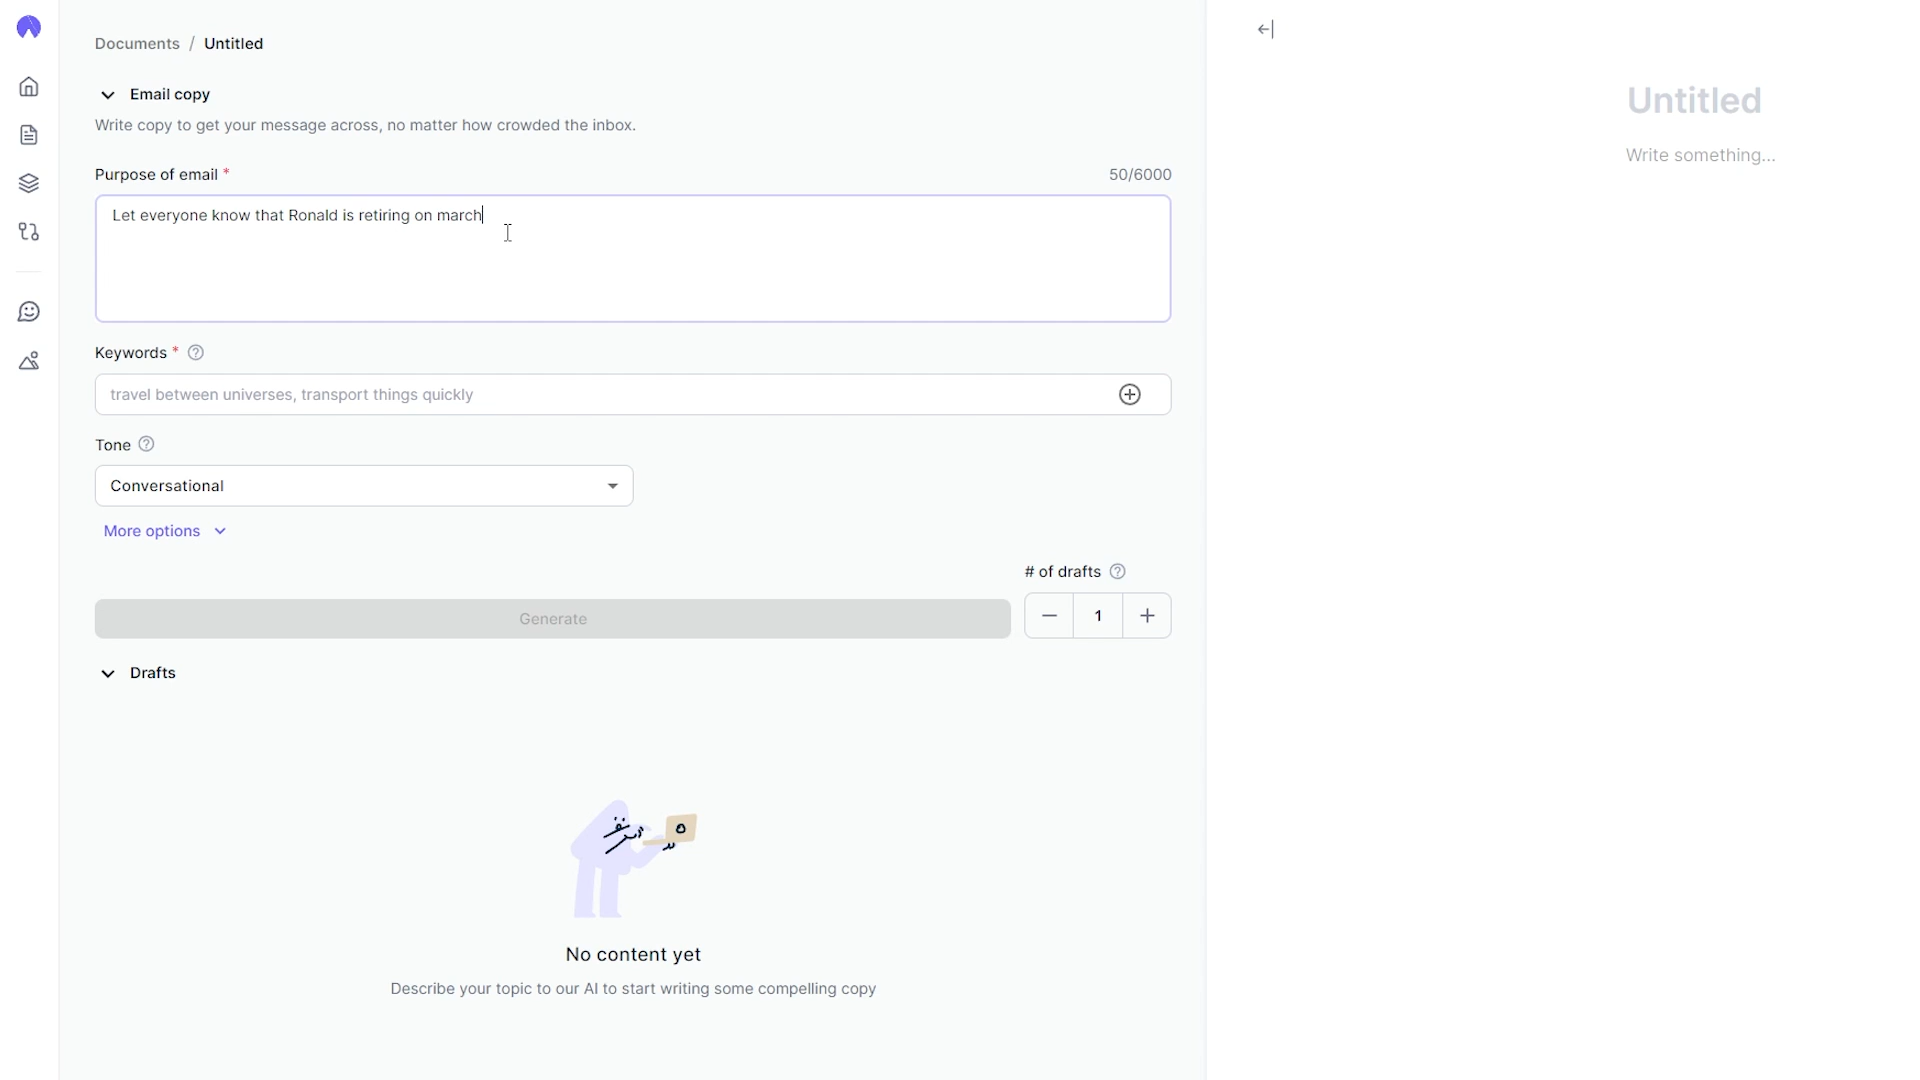 Documents / Untitled
Email copy
Write copy to get your message across, no matter how crowded the inbox.
Purpose of email *
50/6000
Let everyone know that Ronald is retiring on march
Keywords *
travel between universes, transport things quickly
Tone
Conversational
More options
# of drafts
Generate
1
Drafts
No content yet
Describe your topic to our AI to start writing some compelling copy
Untitled
Write something...